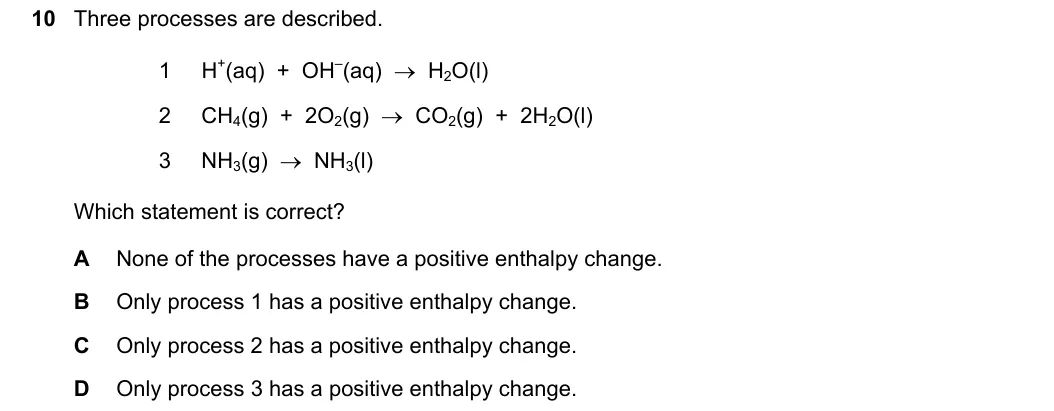 10 Three processes are described.
1 H⁺(aq) + OH⁻(aq) → H₂O(l)
2 CH₄(g) + 2O₂(g) → CO₂(g) + 2H₂O(l)
3 NH₃(g) → NH₃(l)
Which statement is correct?
A None of the processes have a positive enthalpy change.
B Only process 1 has a positive enthalpy change.
C Only process 2 has a positive enthalpy change.
D Only process 3 has a positive enthalpy change.